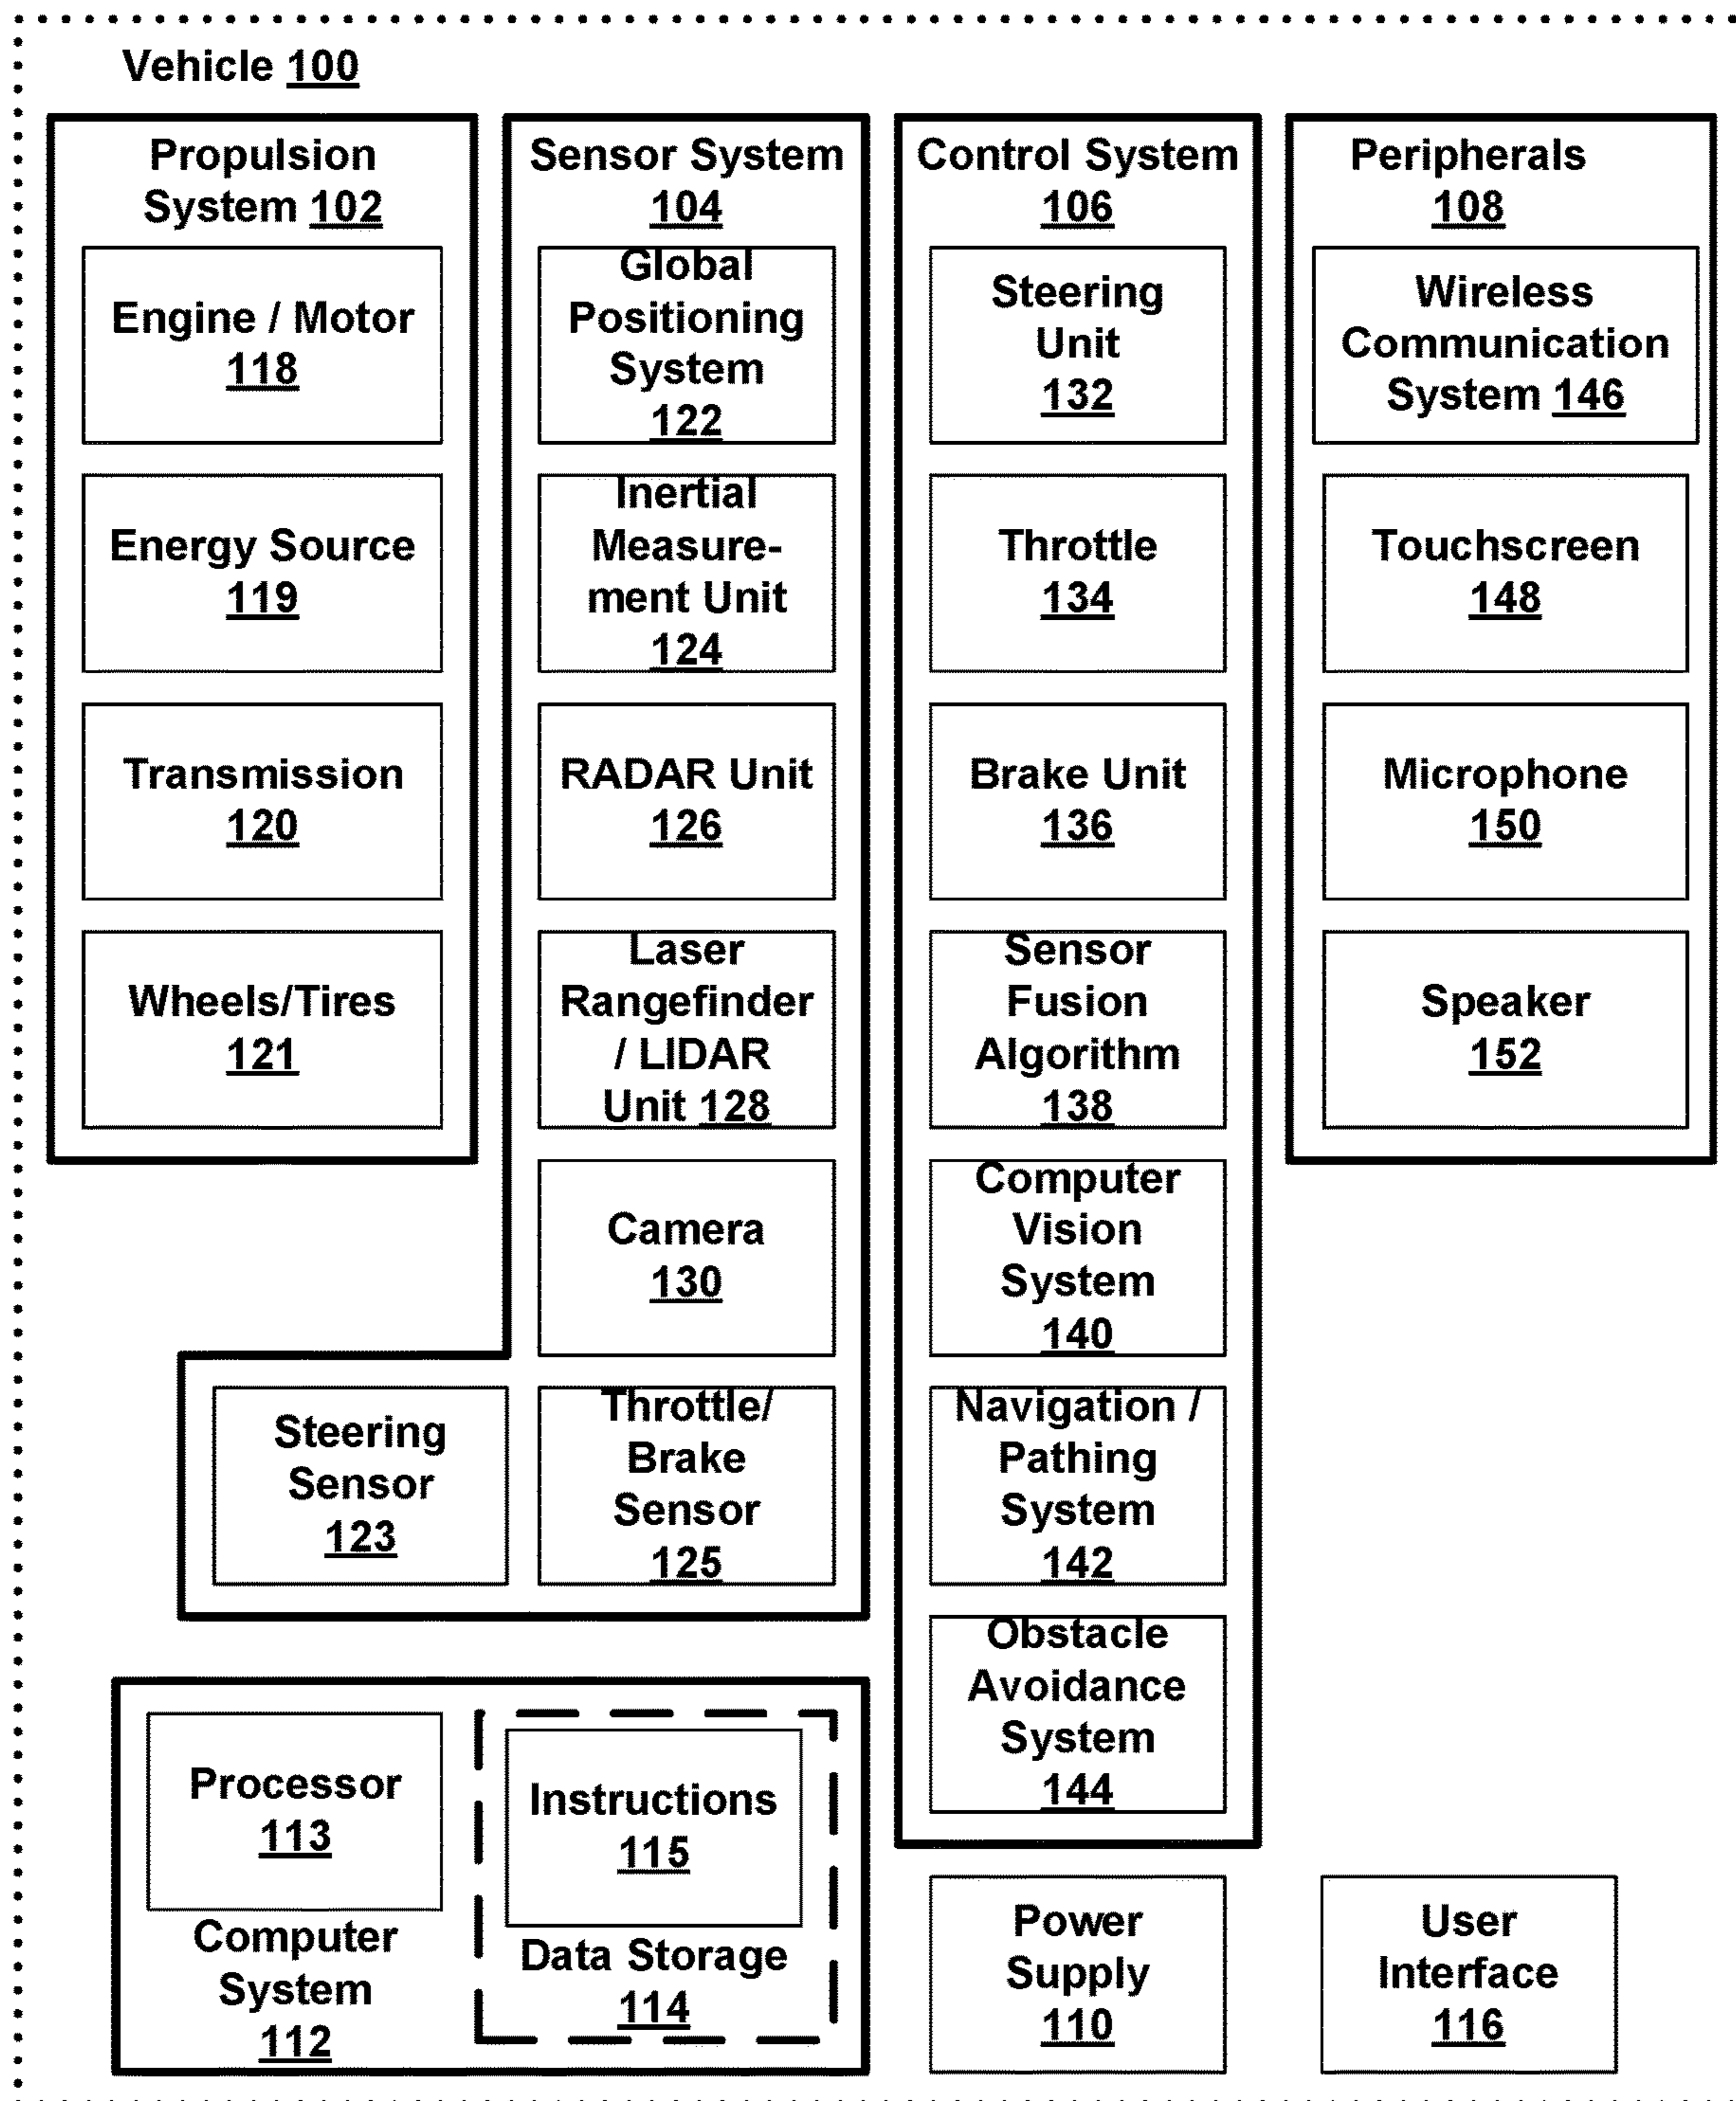 Vehicle 100
Propulsion
System 102
Engine / Motor
118
Energy Source
119
Transmission
120
Wheels/Tires
121
Sensor System
104
Global
Positioning
System
122
Inertial
Measure-
ment Unit
124
RADAR Unit
126
Laser
Rangefinder
/ LIDAR
Unit 128
Camera
130
Steering
Sensor
123
Throttle/
Brake
Sensor
125
Control System
106
Steering
Unit
132
Throttle
134
Brake Unit
136
Sensor
Fusion
Algorithm
138
Computer
Vision
System
140
Navigation /
Pathing
System
142
Obstacle
Avoidance
System
144
Peripherals
108
Wireless
Communication
System 146
Touchscreen
148
Microphone
150
Speaker
152
Processor
113
Computer
System
112
Instructions
115
Data Storage
114
Power
Supply
110
User
Interface
116